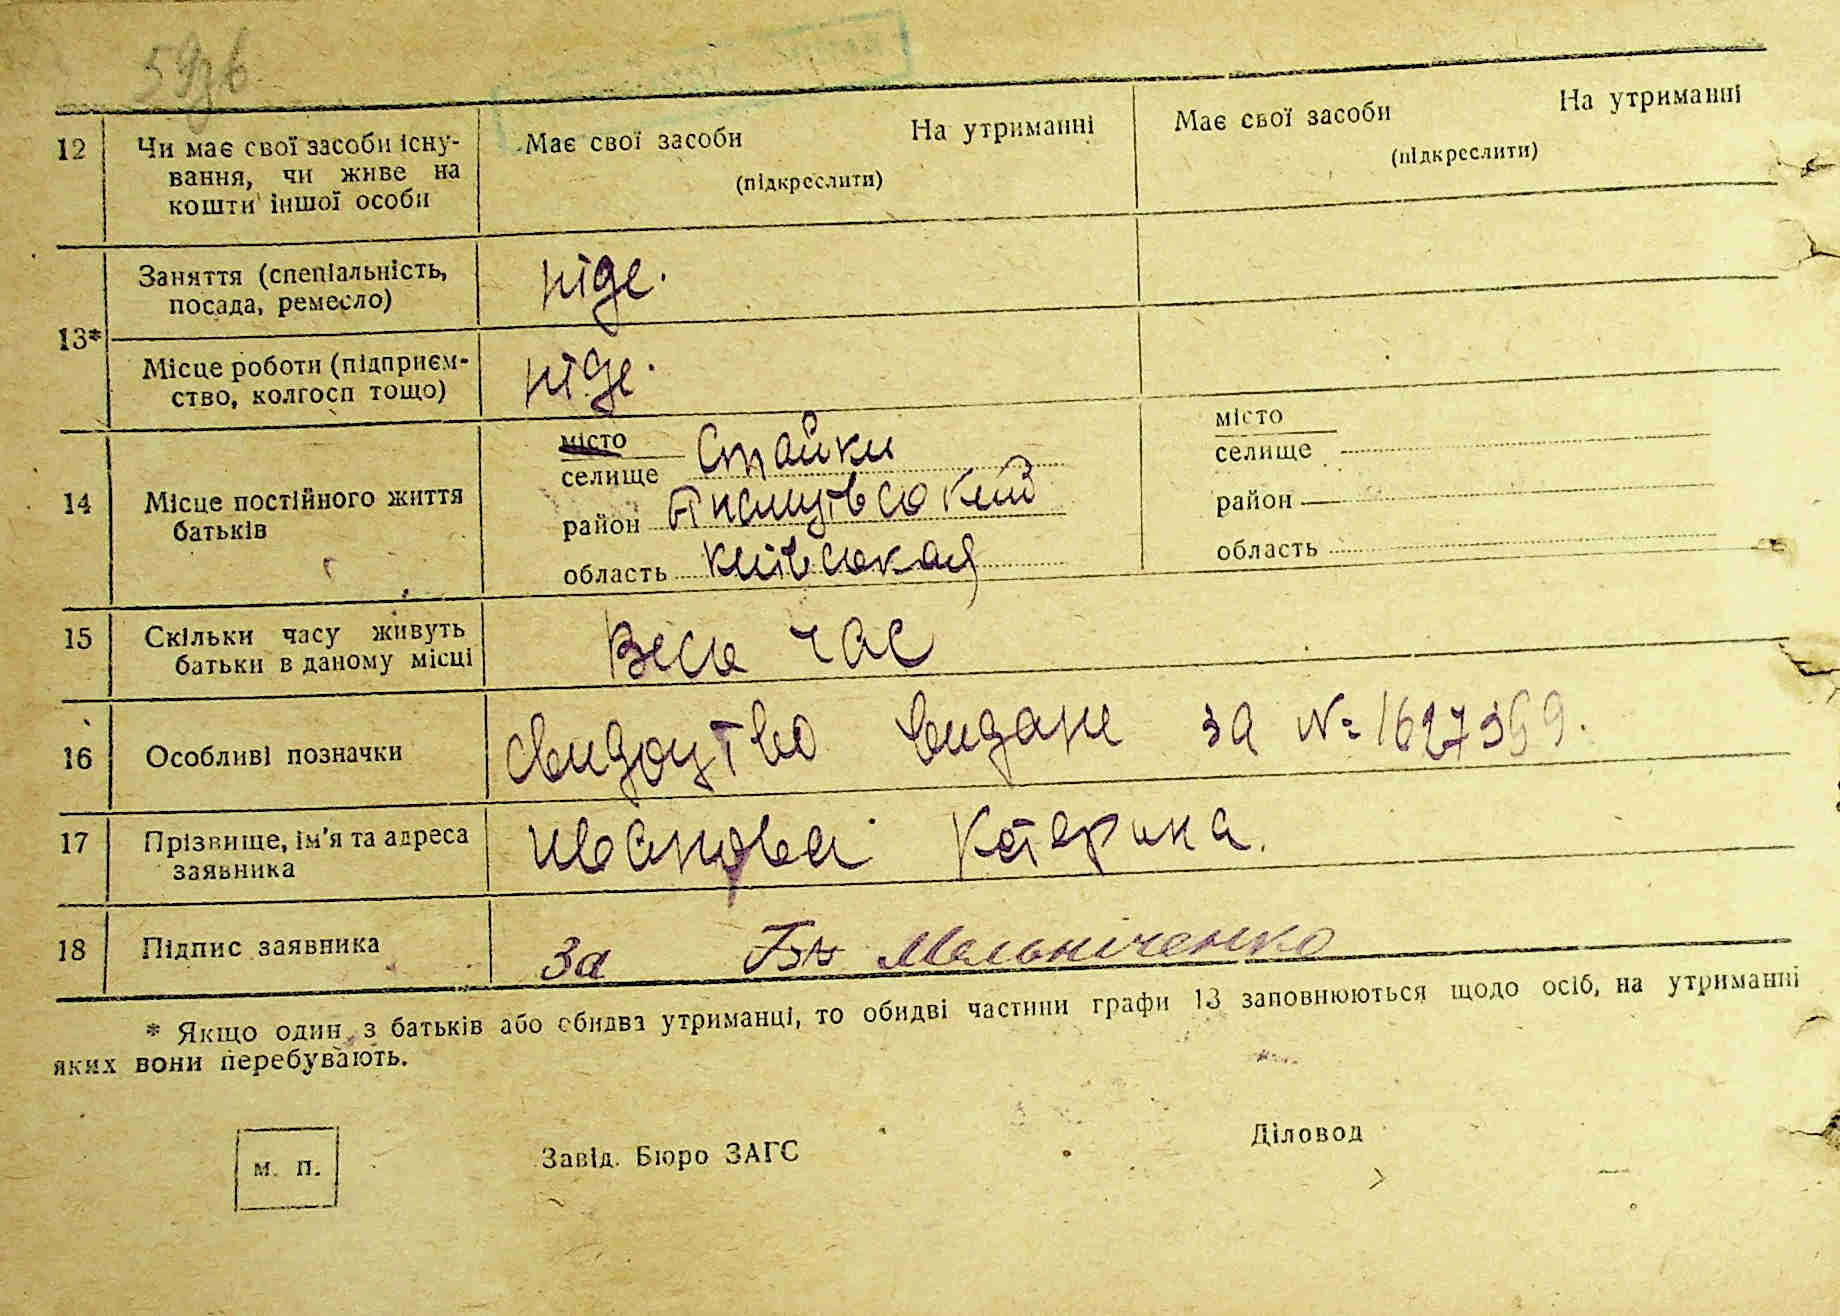 59зв
12 Чи має свої засоби існу- Має свої засоби На утриманні Має свої засоби На утриманні
вання, чи живе на (підкреслити) (підкреслити)
кошти іншої особи
13* Заняття (спеціальність, ніде.
посада, ремесло)
Місце роботи (підприєм- ніде.
ство, колгосп тощо)
14 Місце постійного життя місто місто
батьків селище Стайки селище
район район
область Київськая область
15 Скільки часу живуть Весь час
батьки в даному місці
16 Особливі позначки Свидоцтво видане за № 1627399.
17 Прізвище, ім'я та адреса Иванова Катерина.
заявника
18 Підпис заявника За Мельніченко
* Якщо один з батьків або обидва утриманці, то обидві частини графи 13 заповнюються щодо осіб, на утриманні
яких вони перебувають.
м. п. Завід. Бюро ЗАГС Діловод